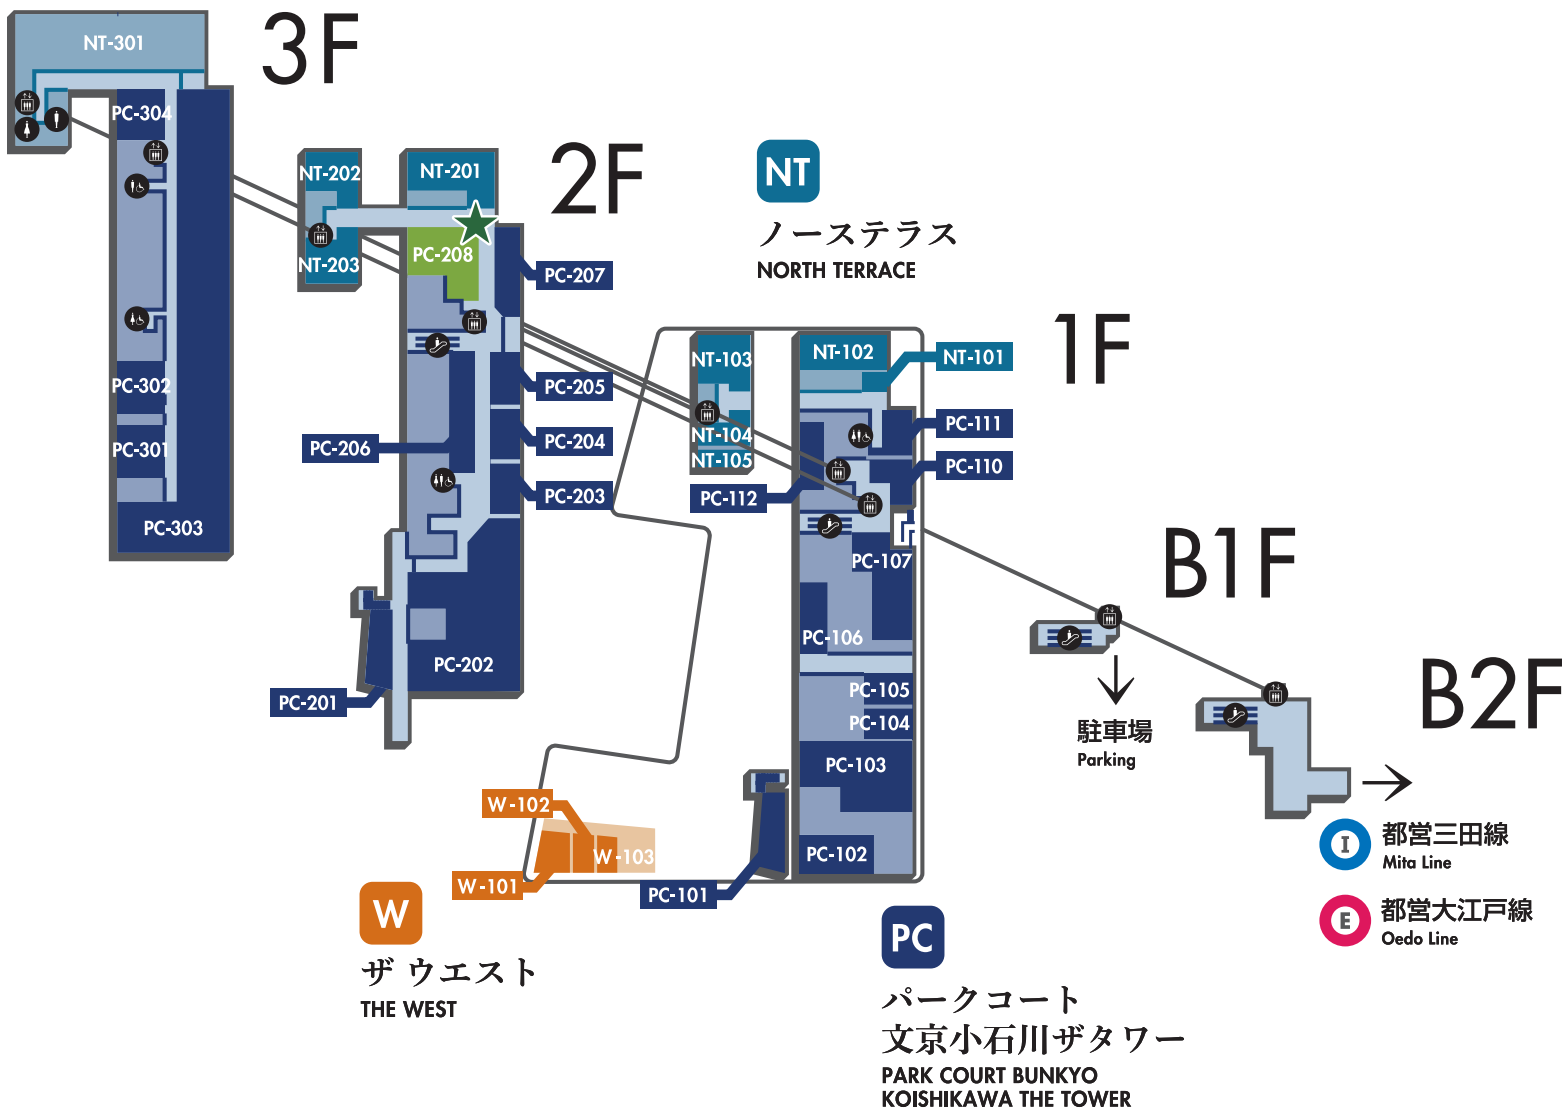 3F
NT-301
PC-304
PC-302
PC-301
PC-303
2F
NT-202
NT-201
NT-203
PC-208
PC-207
PC-205
PC-204
PC-206
PC-203
PC-202
PC-201
NT
ノーステラス
NORTH TERRACE
1F
NT-103
NT-102
NT-101
NT-104
NT-105
PC-111
PC-110
PC-112
PC-107
PC-106
PC-105
PC-104
PC-103
PC-102
PC-101
W-102
W-103
W-101
W
ザ ウエスト
THE WEST
PC
パークコート
文京小石川ザタワー
PARK COURT BUNKYO
KOISHIKAWA THE TOWER
B1F
駐車場
Parking
B2F
I
都営三田線
Mita Line
E
都営大江戸線
Oedo Line